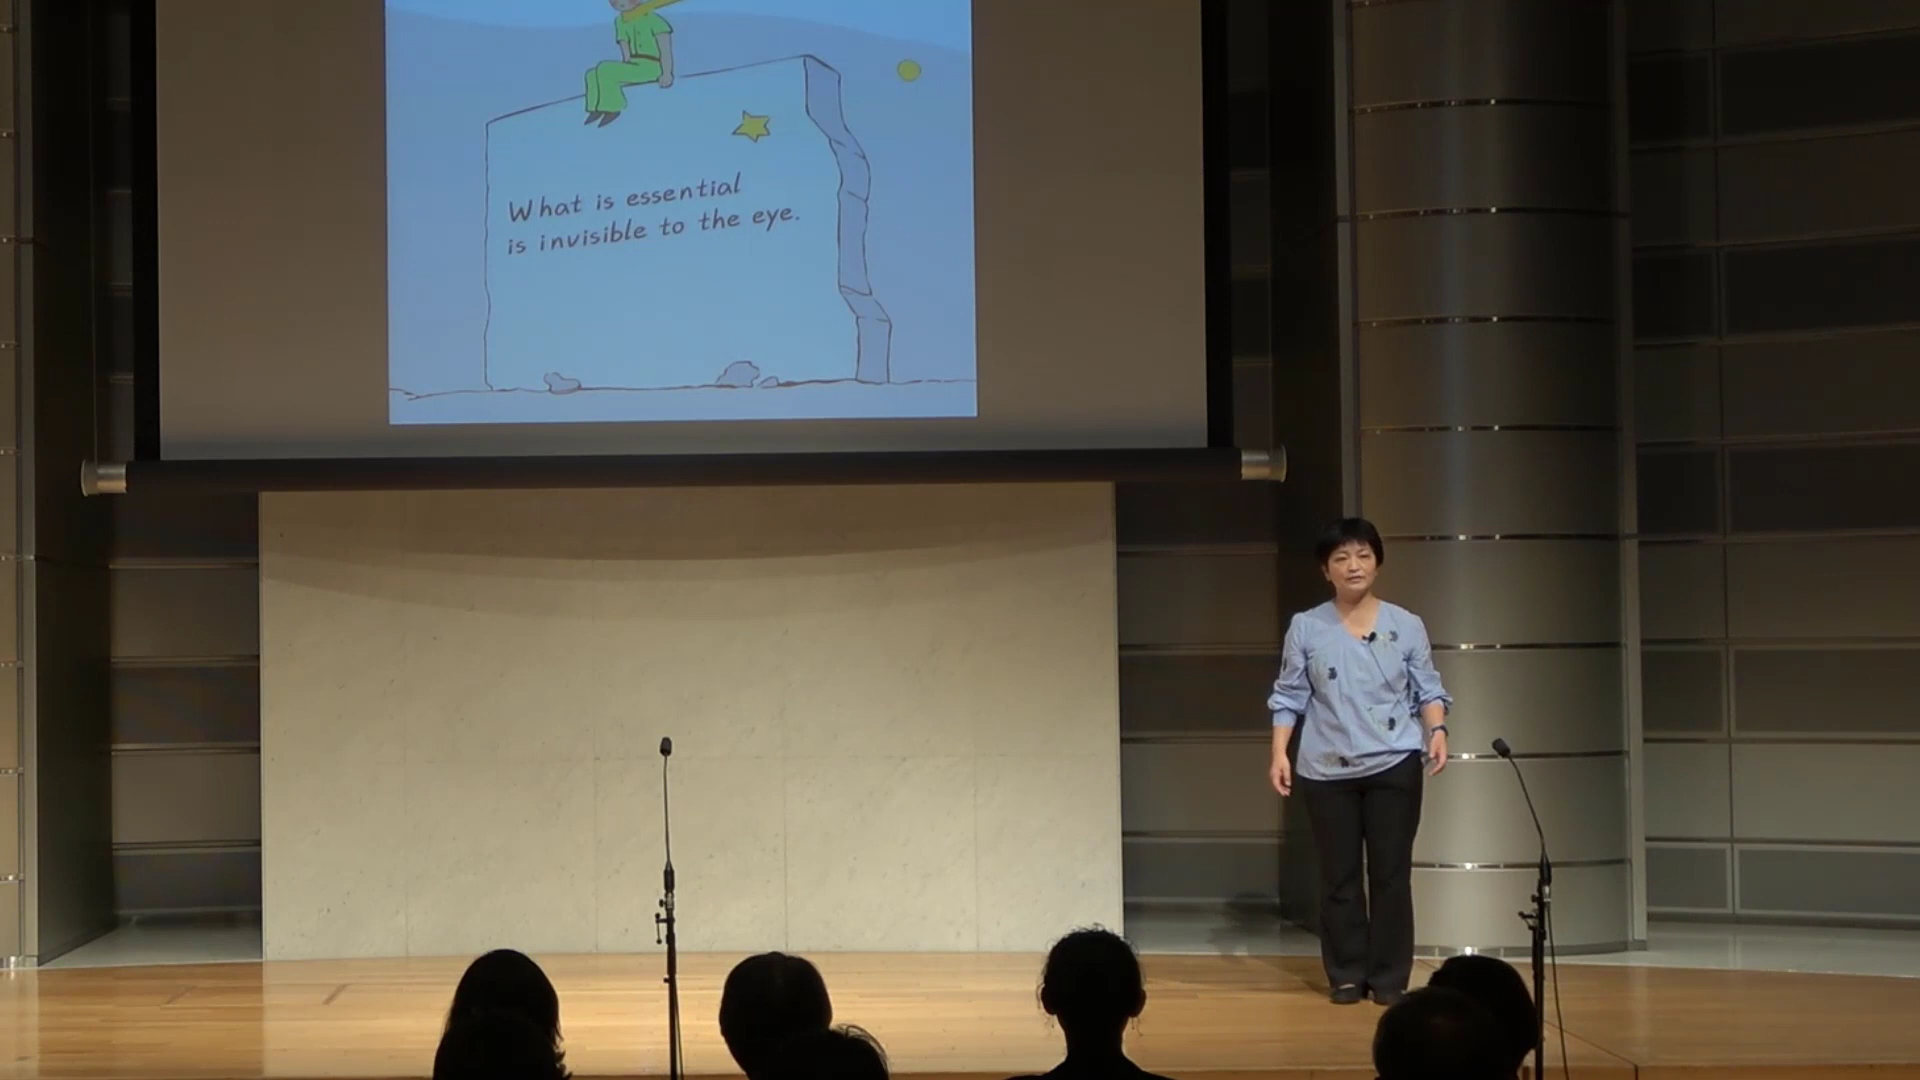 What is essential
is invisible to the eye.